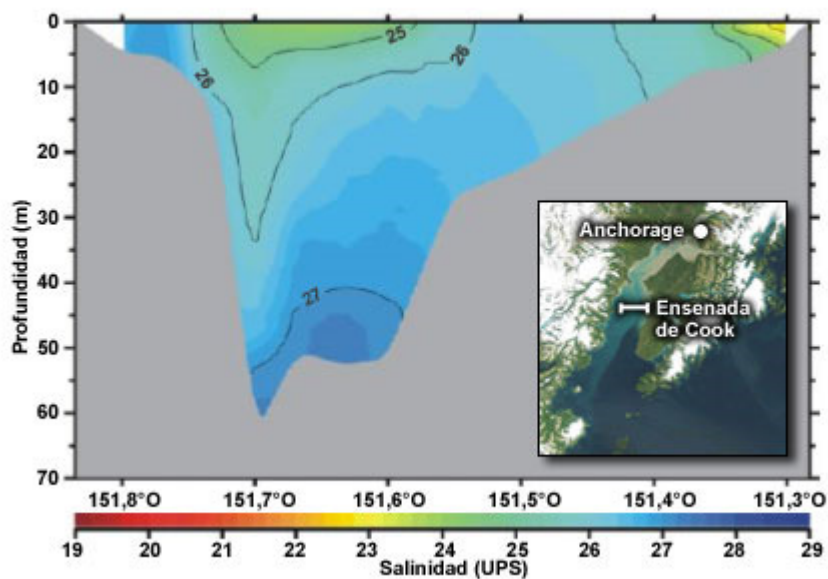 0
10
20
30
40
50
60
70
Profundidad (m)
25
26
26
27
Anchorage
Ensenada
de Cook
151,8°O 151,7°O 151,6°O 151,5°O 151,4°O 151,3°O
19 20 21 22 23 24 25 26 27 28 29
Salinidad (UPS)